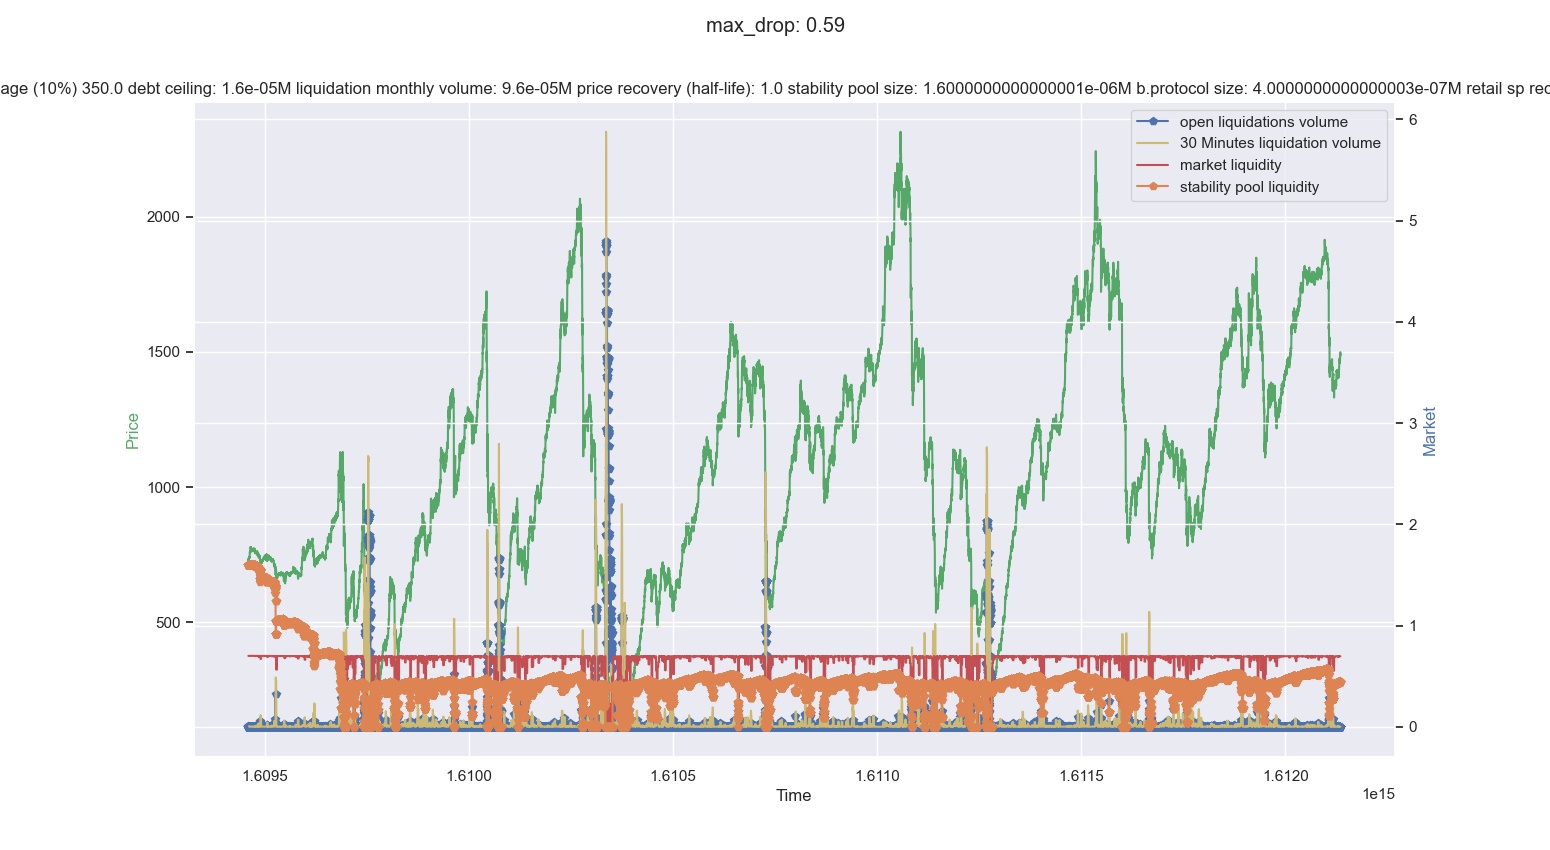 max_drop: 0.59
age (10%) 350.0 debt ceiling: 1.6e-05M liquidation monthly volume: 9.6e-05M price recovery (half-life): 1.0 stability pool size: 1.6000000000000001e-06M b.protocol size: 4.0000000000000003e-07M retail sp rec
open liquidations volume
30 Minutes liquidation volume
market liquidity
stability pool liquidity
2000
1500
1000
500
Price
6
5
4
3
2
1
0
Market
1.6095 1.6100 1.6105 1.6110 1.6115 1.6120
1e15
Time